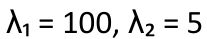 λ₁ = 100, λ₂ = 5